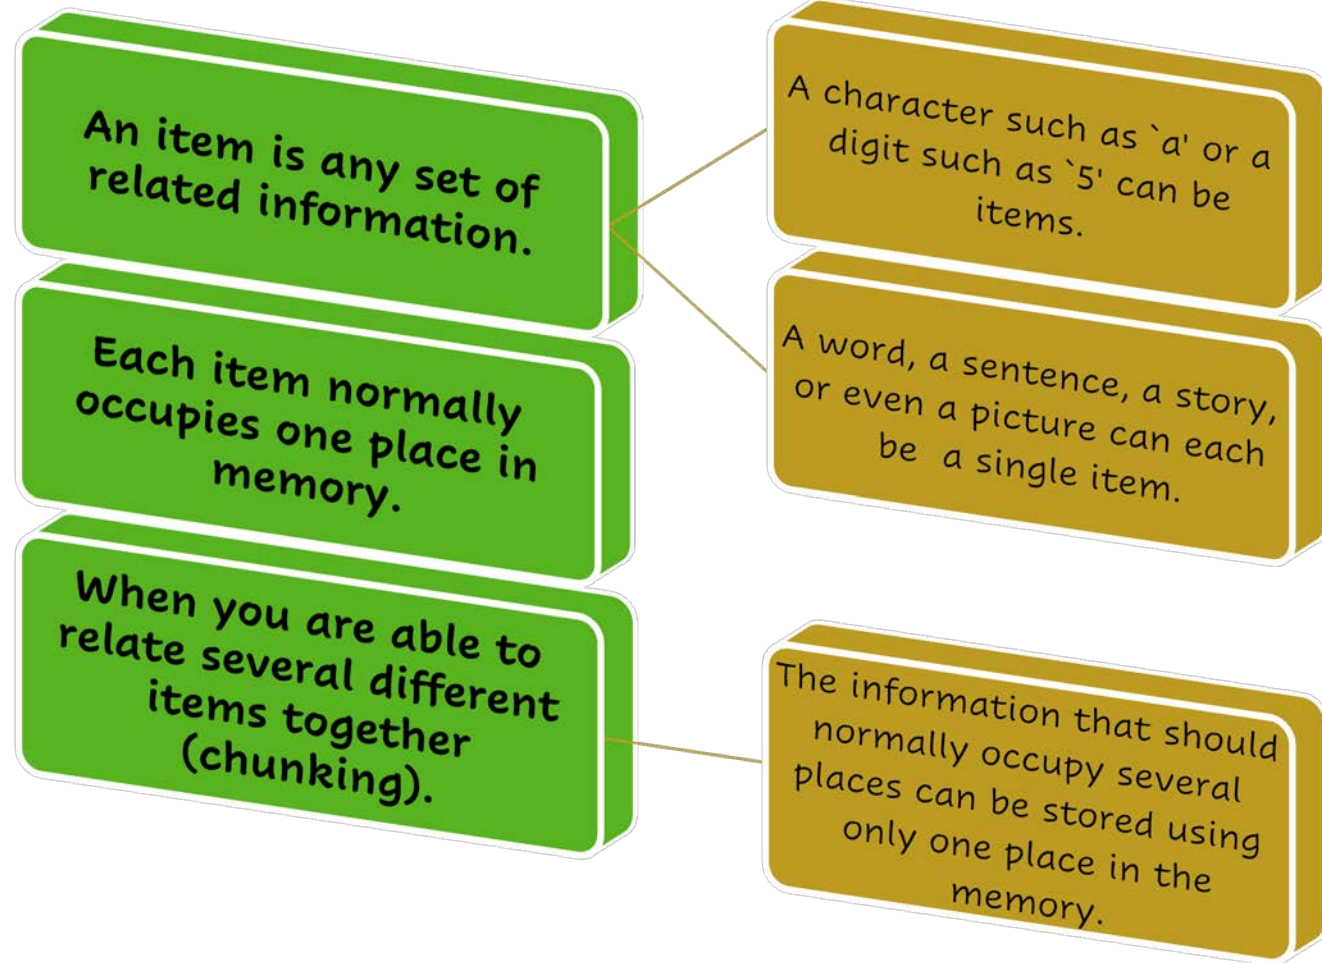 An item is any set of
related information.
A character such as `a' or a
digit such as `5' can be
items.
A word, a sentence, a story,
or even a picture can each
be a single item.
Each item normally
occupies one place in
memory.
When you are able to
relate several different
items together
(chunking).
The information that should
normally occupy several
places can be stored using
only one place in the
memory.